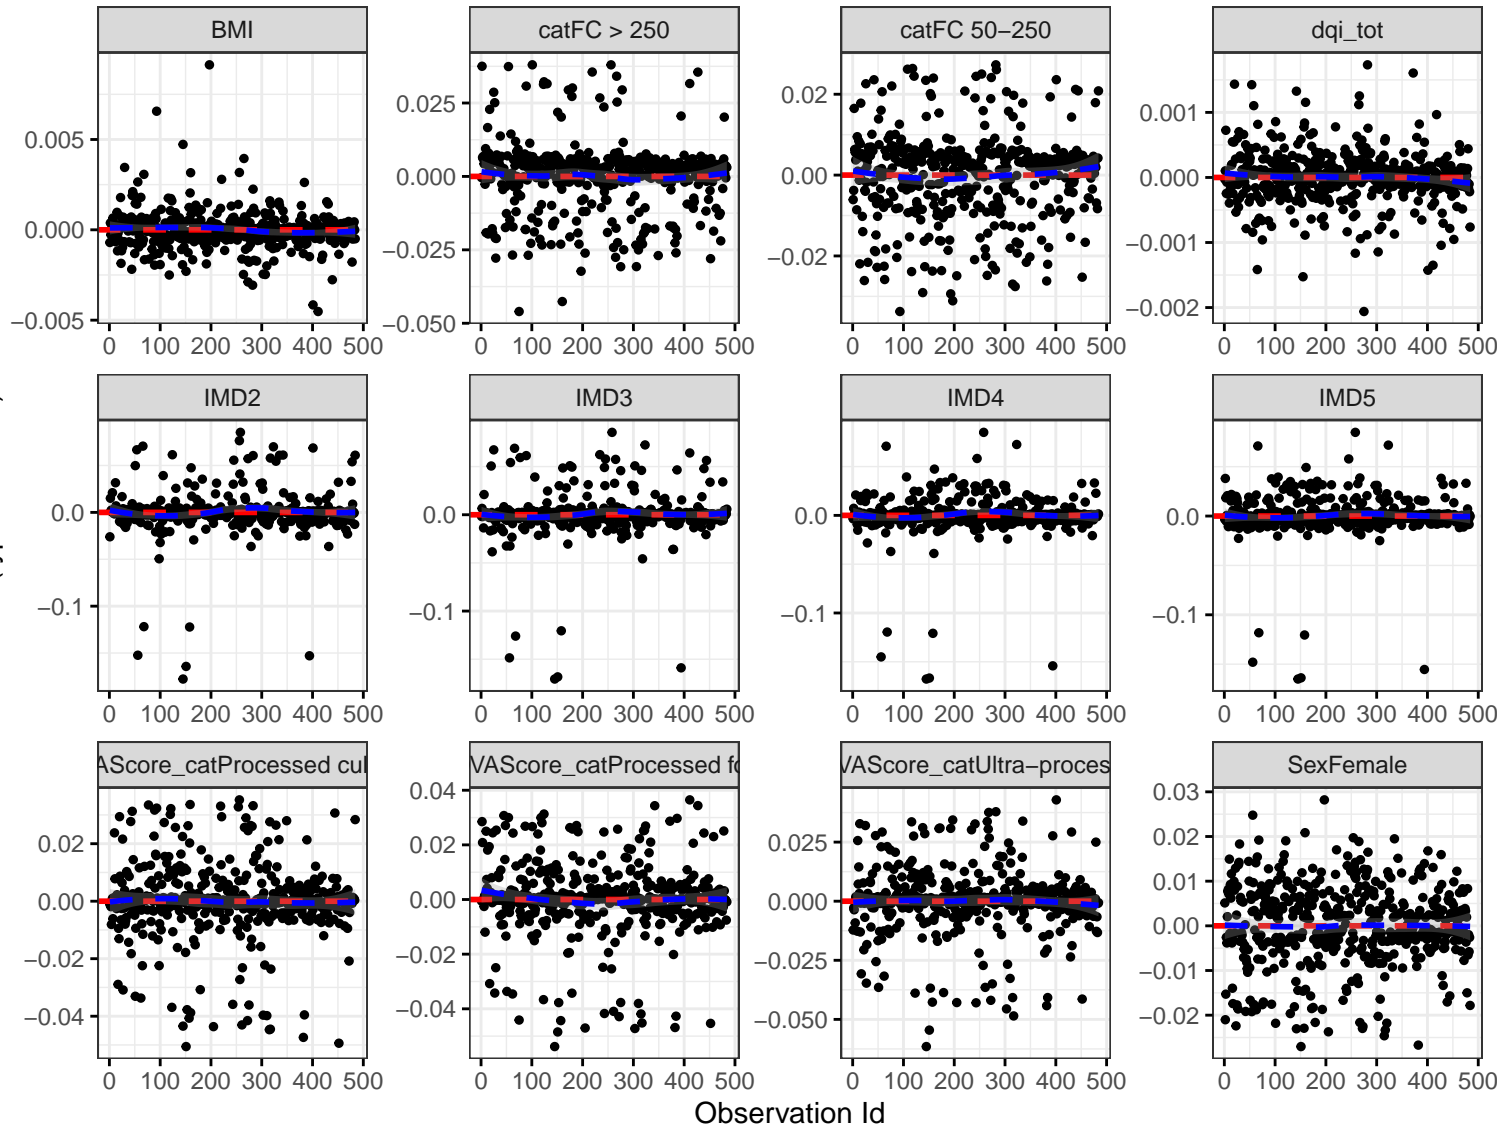 BMI
catFC > 250
catFC 50−250
dqi_tot
0.005
0.000
−0.005
0.025
0.000
−0.025
−0.050
0.02
0.00
−0.02
0.001
0.000
−0.001
−0.002
0 100 200 300 400 500
0 100 200 300 400 500
0 100 200 300 400 500
0 100 200 300 400 500
IMD2
IMD3
IMD4
IMD5
0.0
−0.1
0.0
−0.1
0.0
−0.1
0.0
−0.1
0 100 200 300 400 500
0 100 200 300 400 500
0 100 200 300 400 500
0 100 200 300 400 500
AScore_catProcessed cul
VAScore_catProcessed fo
VAScore_catUltra−proces
SexFemale
0.02
0.00
−0.02
−0.04
0.04
0.02
0.00
−0.02
−0.04
0.025
0.000
−0.025
−0.050
0.03
0.02
0.01
0.00
−0.01
−0.02
0 100 200 300 400 500
0 100 200 300 400 500
0 100 200 300 400 500
0 100 200 300 400 500
Observation Id